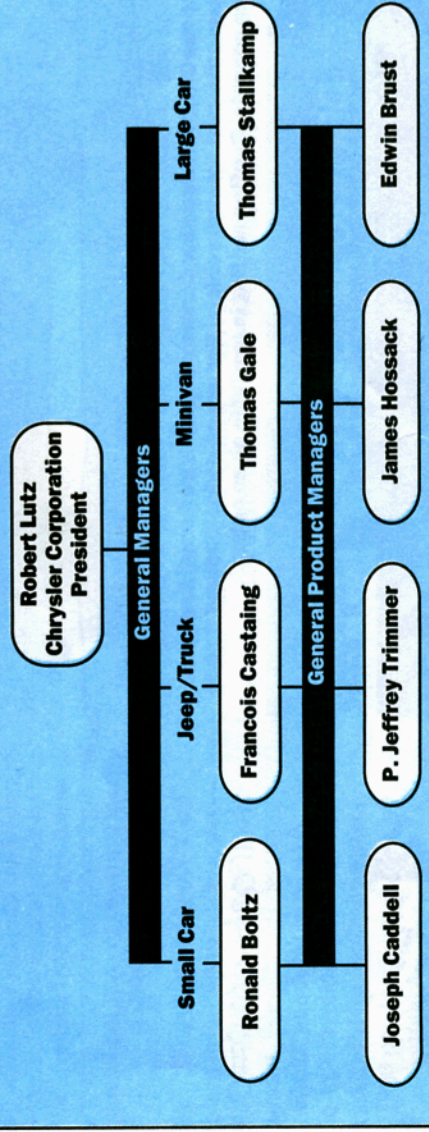 Robert Lutz
Chrysler Corporation
President
General Managers
Small Car
Jeep/Truck
Minivan
Large Car
Ronald Boltz
Francois Castaing
Thomas Gale
Thomas Stallkamp
General Product Managers
Joseph Caddell
P. Jeffrey Trimmer
James Hossack
Edwin Brust